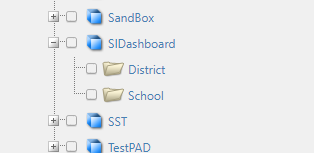 SandBox
SIDashboard
District
School
SST
TestPAD